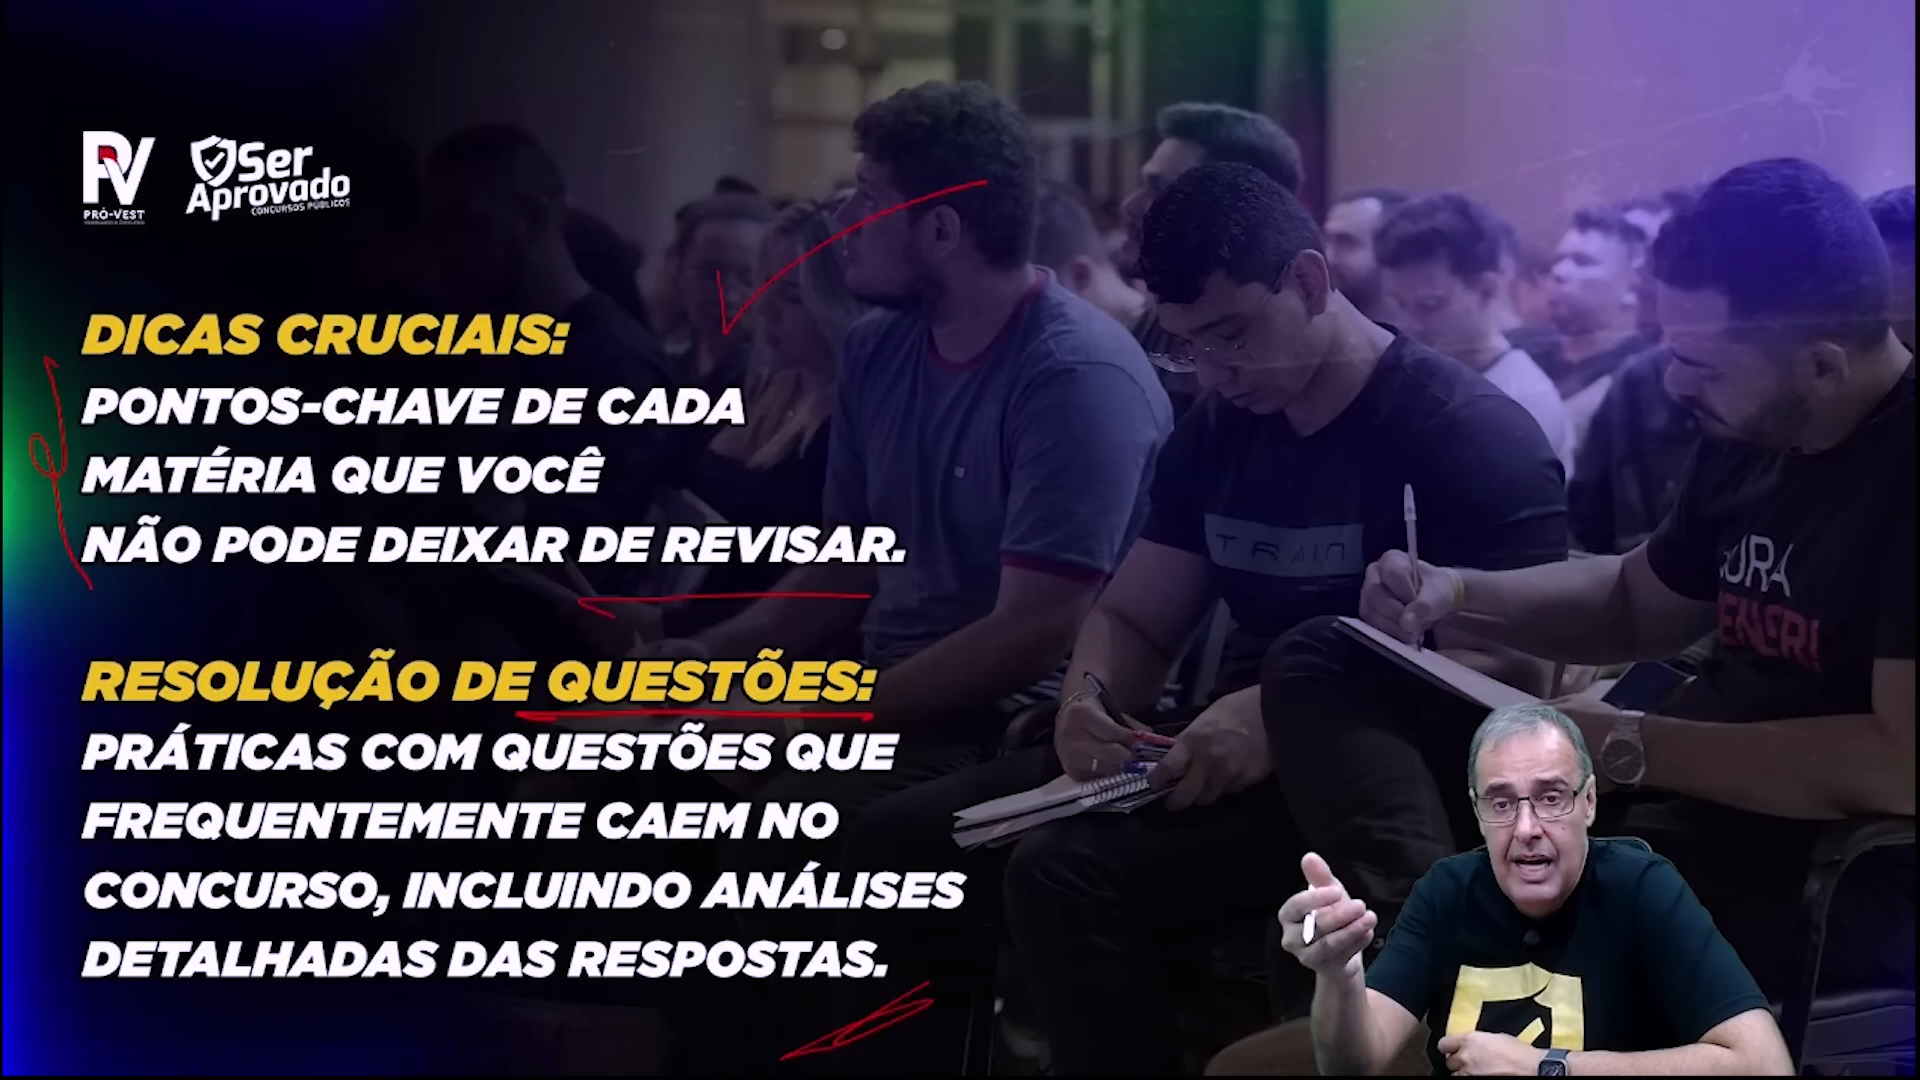 PV
PRÓ-VEST
Ser
Aprovado
CONCURSOS PÚBLICOS
DICAS CRUCIAIS:
PONTOS-CHAVE DE CADA
MATÉRIA QUE VOCÊ
NÃO PODE DEIXAR DE REVISAR.
RESOLUÇÃO DE QUESTÕES:
PRÁTICAS COM QUESTÕES QUE
FREQUENTEMENTE CAEM NO
CONCURSO, INCLUINDO ANÁLISES
DETALHADAS DAS RESPOSTAS.
TRAIN